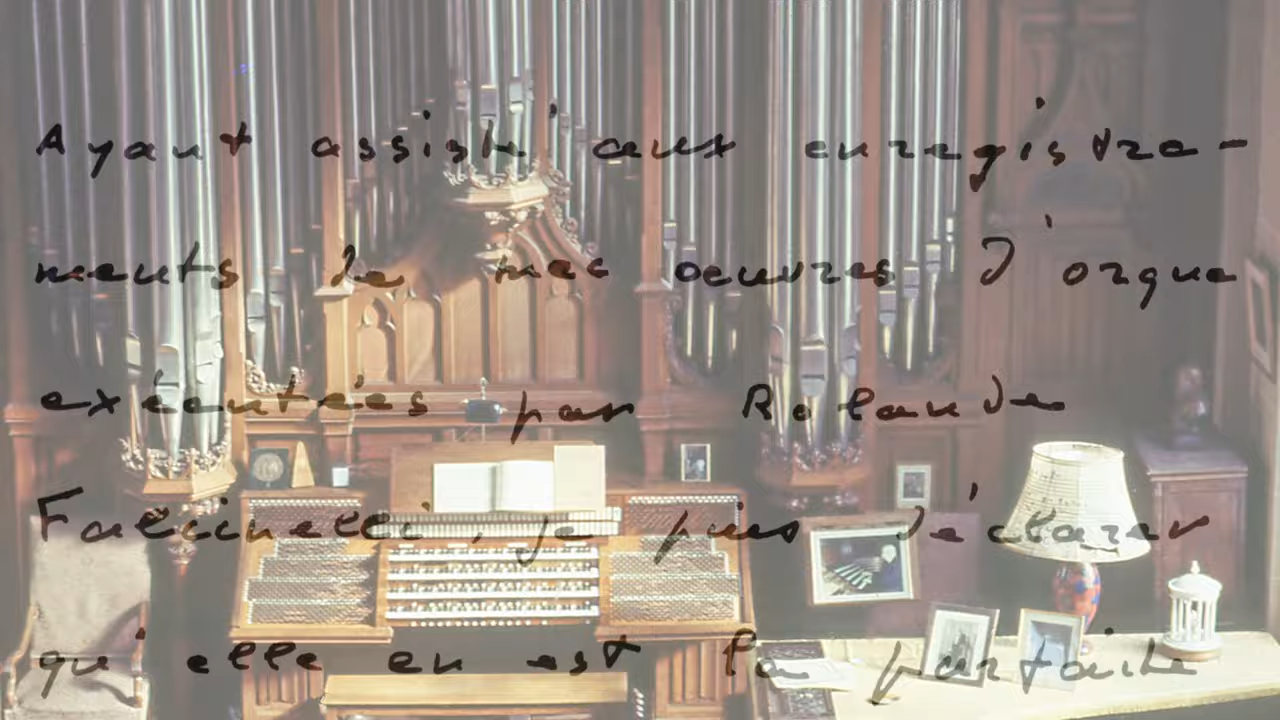 Ayant assisté aux enregistre-
ments de mes oeuvres d'orgue
exécutées par Rolande
Falcinelli, je puis déclarer
qu'elle en est la parfaite